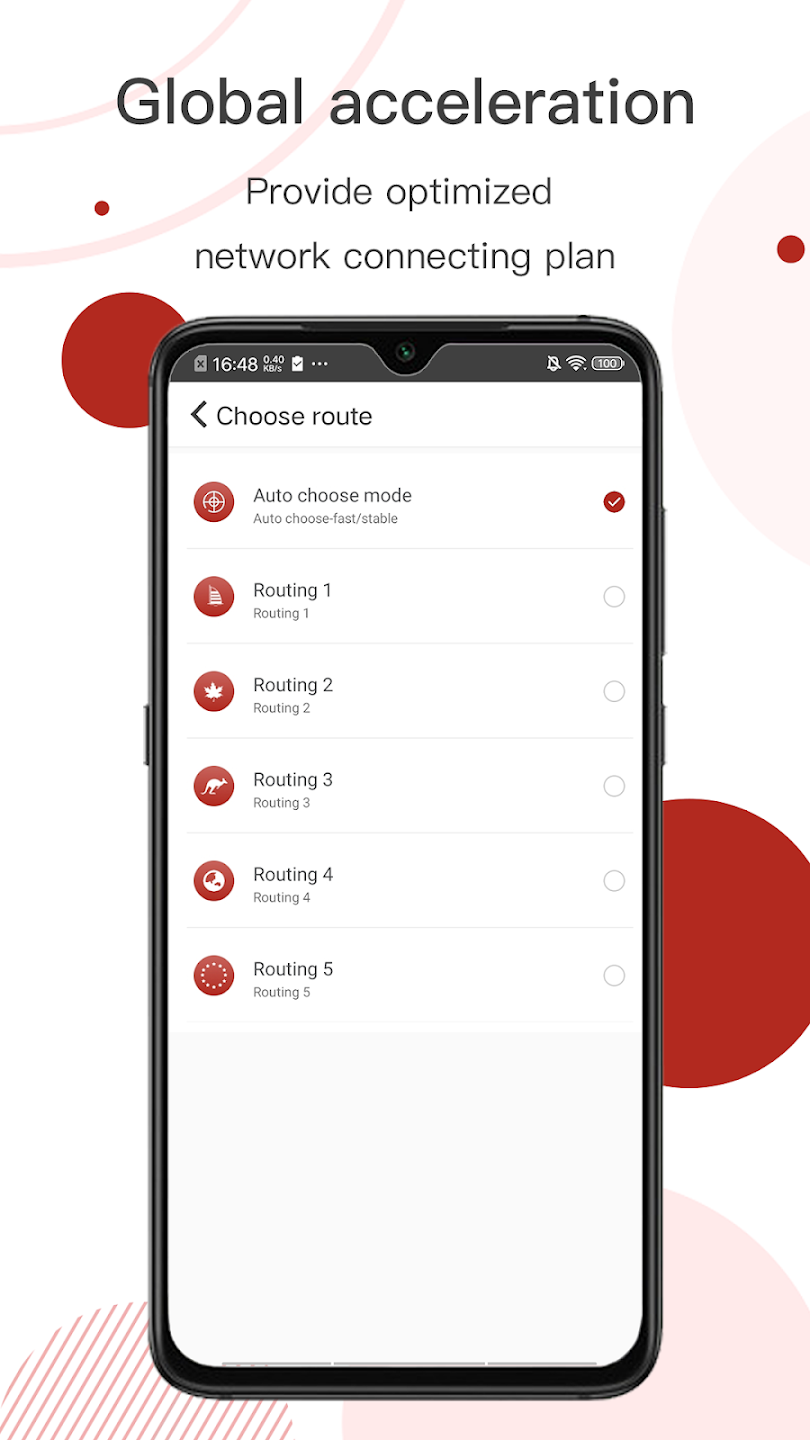 Global acceleration
Provide optimized
network connecting plan
16:48 0.40 KB/s ··· 100
Choose route
Auto choose mode
Auto choose-fast/stable
Routing 1
Routing 1
Routing 2
Routing 2
Routing 3
Routing 3
Routing 4
Routing 4
Routing 5
Routing 5